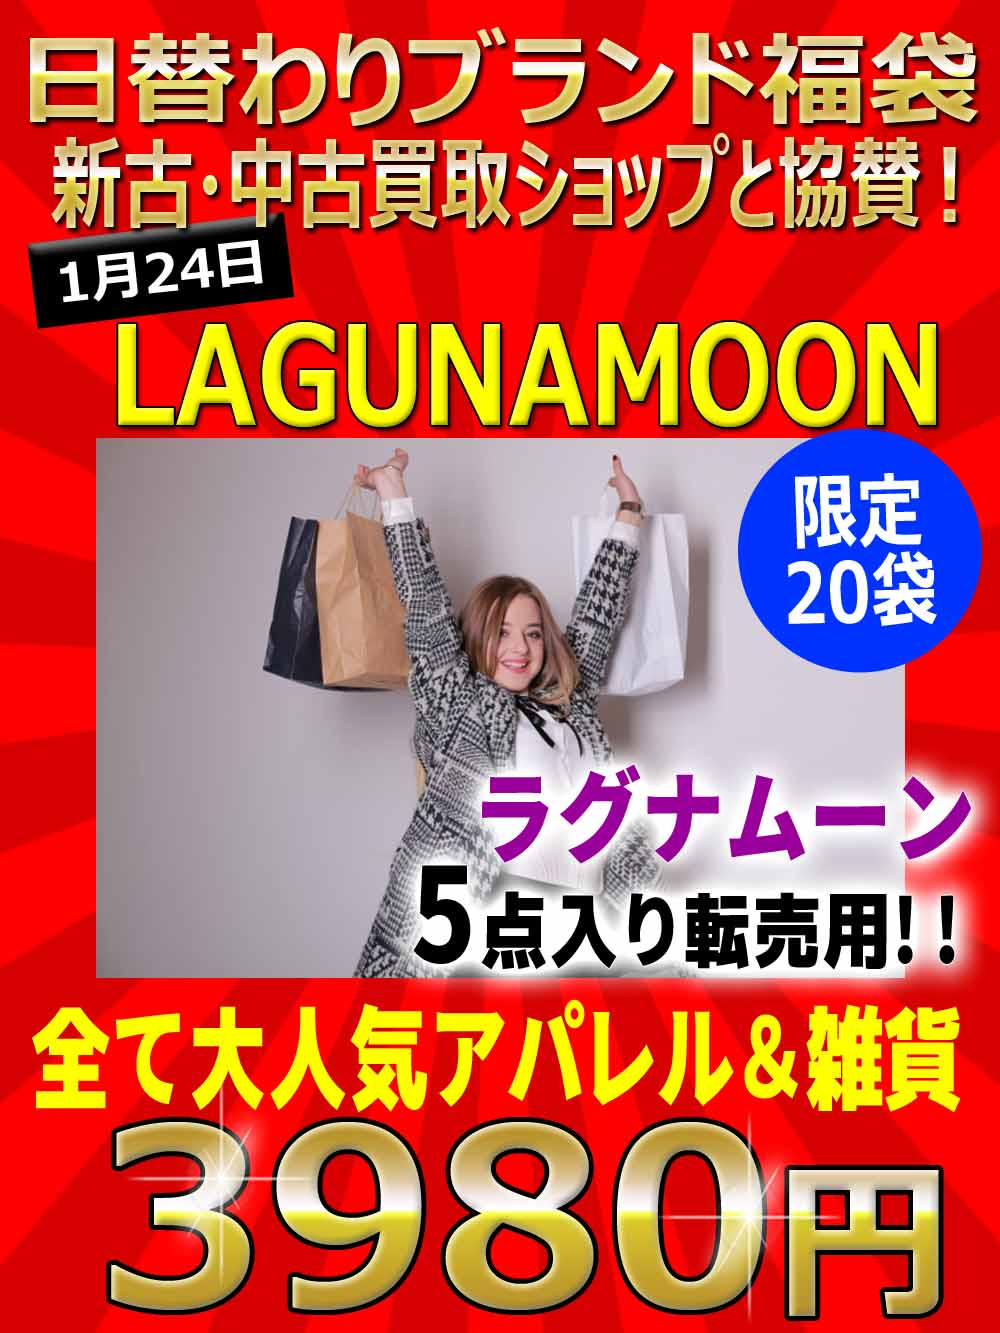 日替わりブランド福袋
新古・中古買取ショップと協賛！
1月24日
LAGUNAMOON
限定
20袋
ラグナムーン
5点入り転売用!!
全て大人気アパレル＆雑貨
3980円